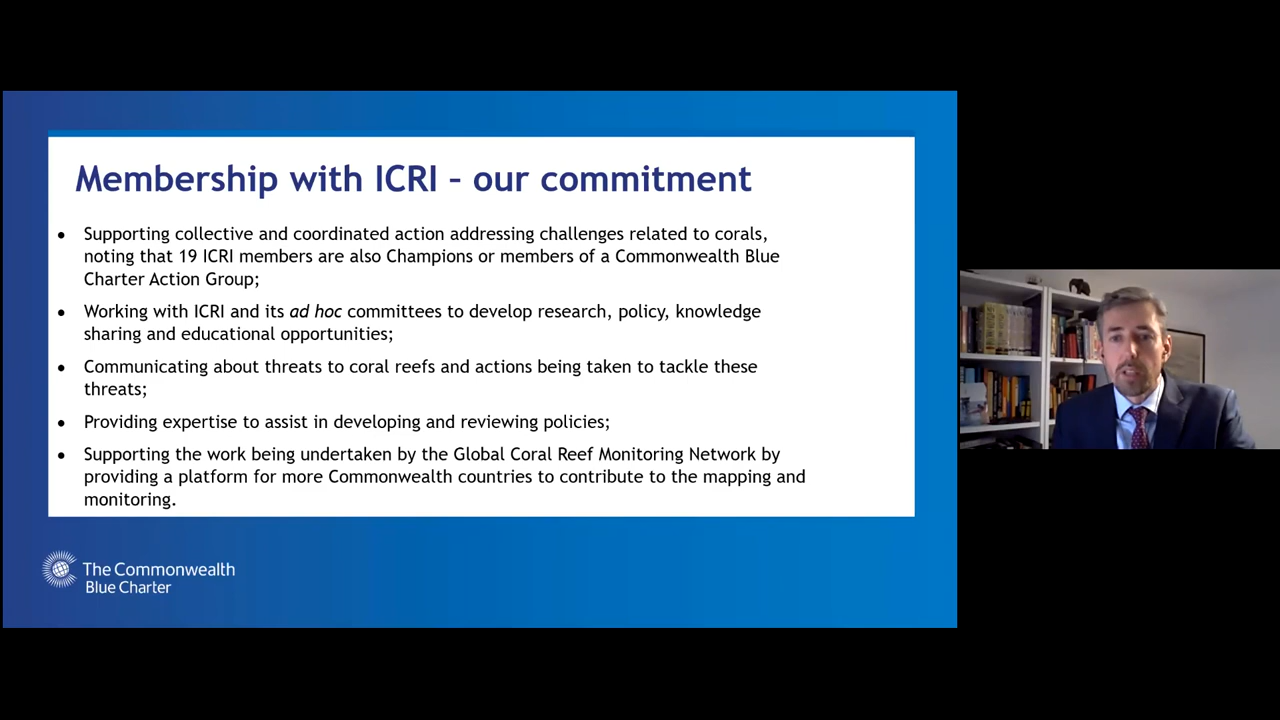 Membership with ICRI – our commitment
• Supporting collective and coordinated action addressing challenges related to corals,
noting that 19 ICRI members are also Champions or members of a Commonwealth Blue
Charter Action Group;
• Working with ICRI and its ad hoc committees to develop research, policy, knowledge
sharing and educational opportunities;
• Communicating about threats to coral reefs and actions being taken to tackle these
threats;
• Providing expertise to assist in developing and reviewing policies;
• Supporting the work being undertaken by the Global Coral Reef Monitoring Network by
providing a platform for more Commonwealth countries to contribute to the mapping and
monitoring.
The Commonwealth
Blue Charter